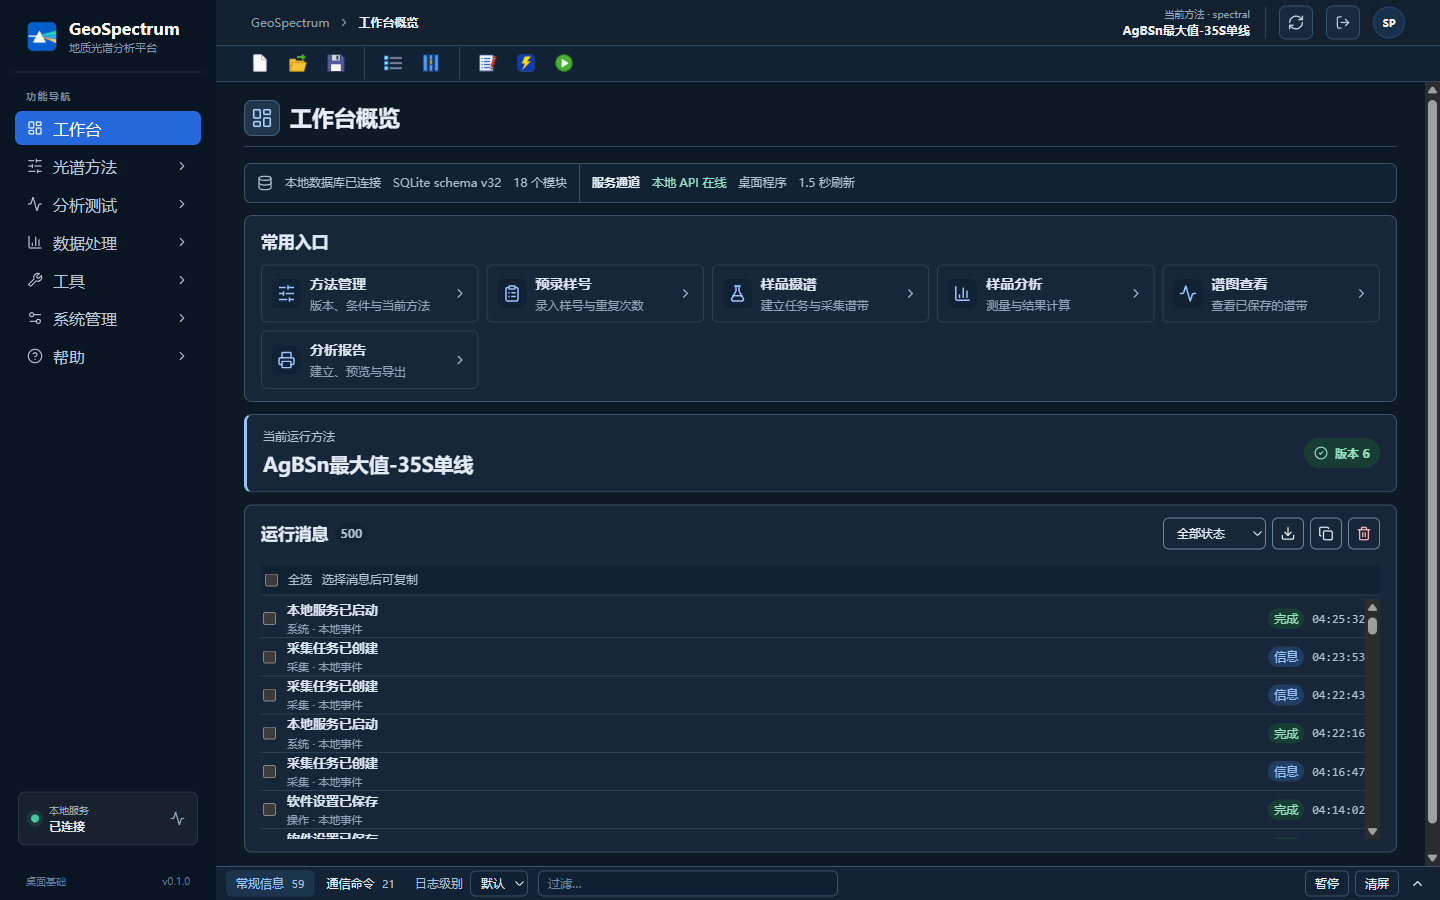 GeoSpectrum
地质光谱分析平台
功能导航
工作台
光谱方法
分析测试
数据处理
工具
系统管理
帮助
本地服务
已连接
桌面基础 v0.1.0
GeoSpectrum 工作台概览
当前方法 · spectral
AgBSn最大值-35S单线
SP
工作台概览
本地数据库已连接 SQLite schema v32 18 个模块 服务通道 本地 API 在线 桌面程序 1.5 秒刷新
常用入口
方法管理
版本、条件与当前方法
预录样号
录入样号与重复次数
样品摄谱
建立任务与采集谱带
样品分析
测量与结果计算
谱图查看
查看已保存的谱带
分析报告
建立、预览与导出
当前运行方法
AgBSn最大值-35S单线
版本 6
运行消息 500
全部状态
全选 选择消息后可复制
本地服务已启动
系统 · 本地事件
完成 04:25:32
采集任务已创建
采集 · 本地事件
信息 04:23:53
采集任务已创建
采集 · 本地事件
信息 04:22:43
本地服务已启动
系统 · 本地事件
完成 04:22:16
采集任务已创建
采集 · 本地事件
信息 04:16:47
软件设置已保存
操作 · 本地事件
完成 04:14:02
软件设置已保存
常规信息 59 通信命令 21 日志级别 默认 过滤... 暂停 清屏